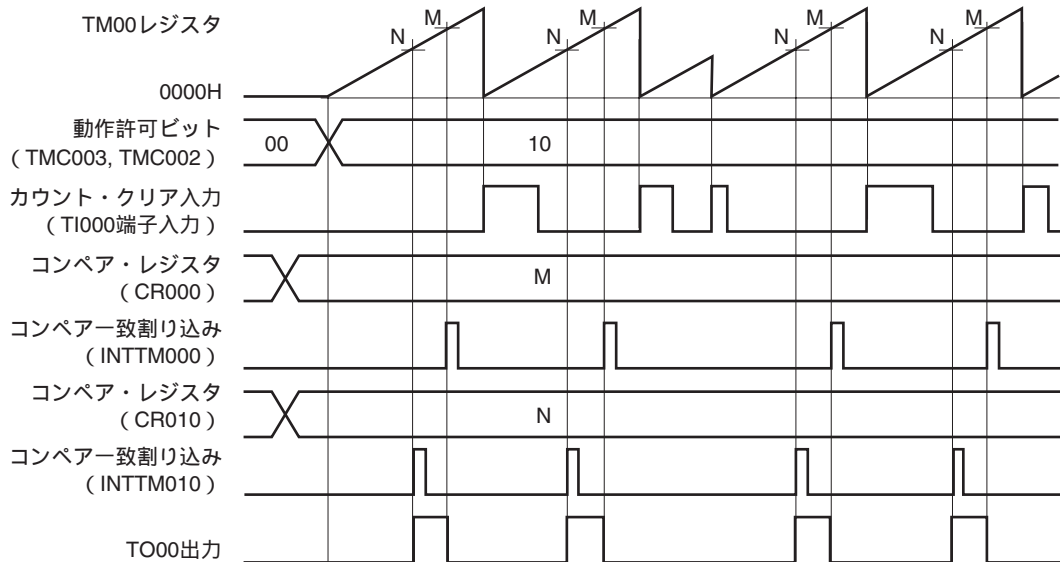 TM00レジスタ
N M N M N M N M
0000H
動作許可ビット
（TMC003, TMC002）
00 10
カウント・クリア入力
（TI000端子入力）
コンペア・レジスタ
（CR000）
M
コンペア一致割り込み
（INTTM000）
コンペア・レジスタ
（CR010）
N
コンペア一致割り込み
（INTTM010）
TO00出力